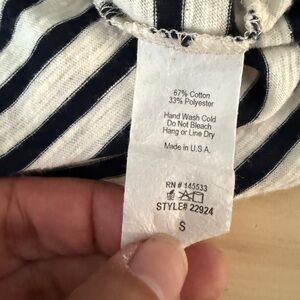 67% Cotton
33% Polyester
Hand Wash Cold
Do Not Bleach
Hang or Line Dry
Made in U.S.A.
RN # 145533
STYLE# 22924
S